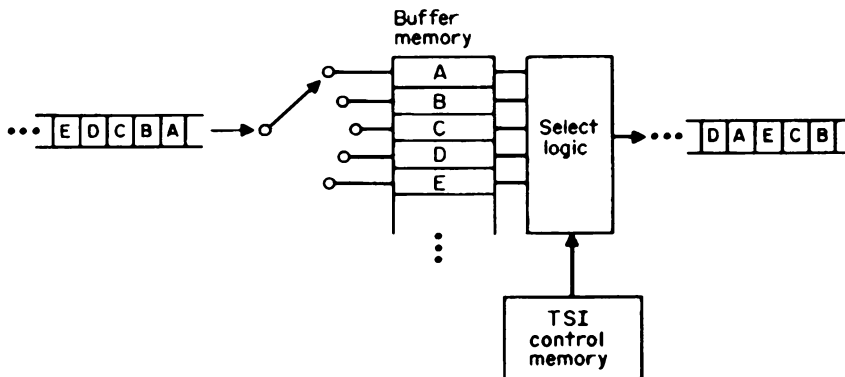 Buffer
memory
••• E D C B A
A
B
C
D
E
•••
Select
logic
••• D A E C B
TSI
control
memory